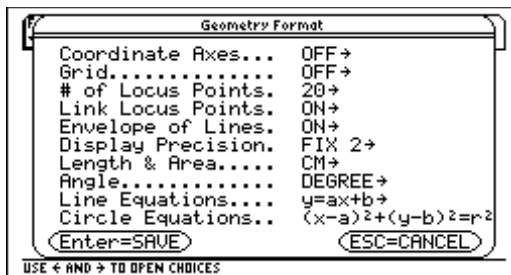 Geometry Format
Coordinate Axes... OFF→
Grid.............. OFF→
# of Locus Points. 20→
Link Locus Points. ON→
Envelope of Lines. ON→
Display Precision. FIX 2→
Length & Area..... CM→
Angle............. DEGREE→
Line Equations.... y=ax+b→
Circle Equations.. (x-a)²+(y-b)²=r²
Enter=SAVE ESC=CANCEL
USE ← AND → TO OPEN CHOICES